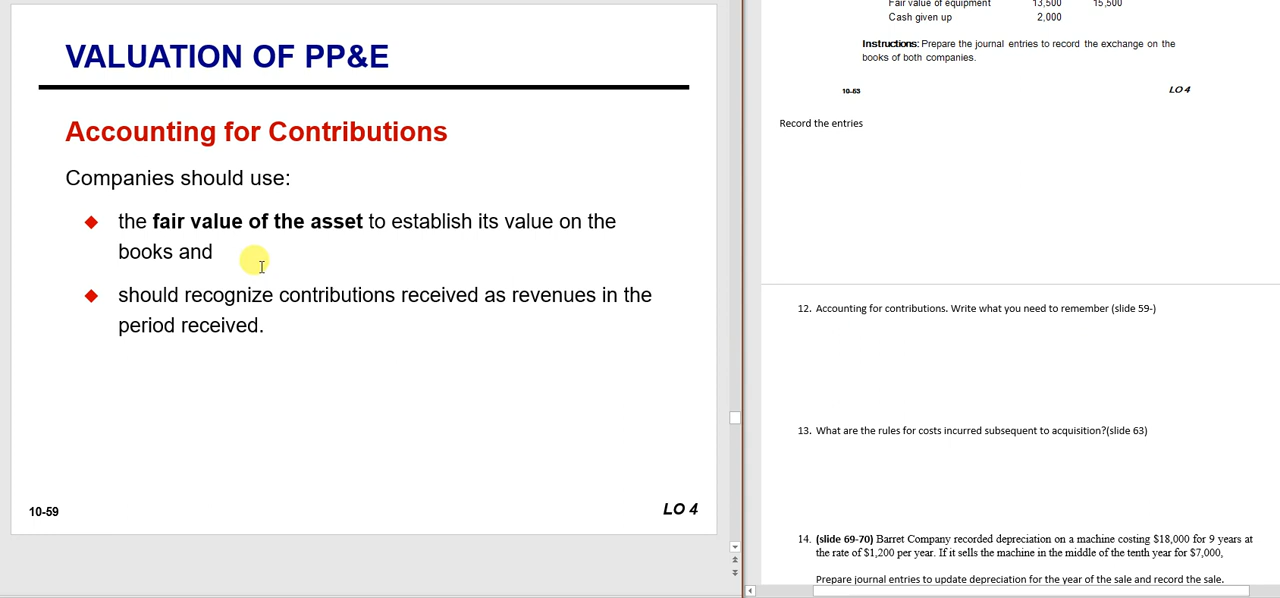 VALUATION OF PP&E
Accounting for Contributions
Companies should use:
the fair value of the asset to establish its value on the
books and
should recognize contributions received as revenues in the
period received.
10-59
LO 4
Fair value of equipment 13,500 15,500
Cash given up 2,000
Instructions: Prepare the journal entries to record the exchange on the
books of both companies.
10-53
LO 4
Record the entries
12. Accounting for contributions. Write what you need to remember (slide 59-)
13. What are the rules for costs incurred subsequent to acquisition?(slide 63)
14. (slide 69-70) Barret Company recorded depreciation on a machine costing $18,000 for 9 years at
the rate of $1,200 per year. If it sells the machine in the middle of the tenth year for $7,000,
Prepare journal entries to update depreciation for the year of the sale and record the sale.